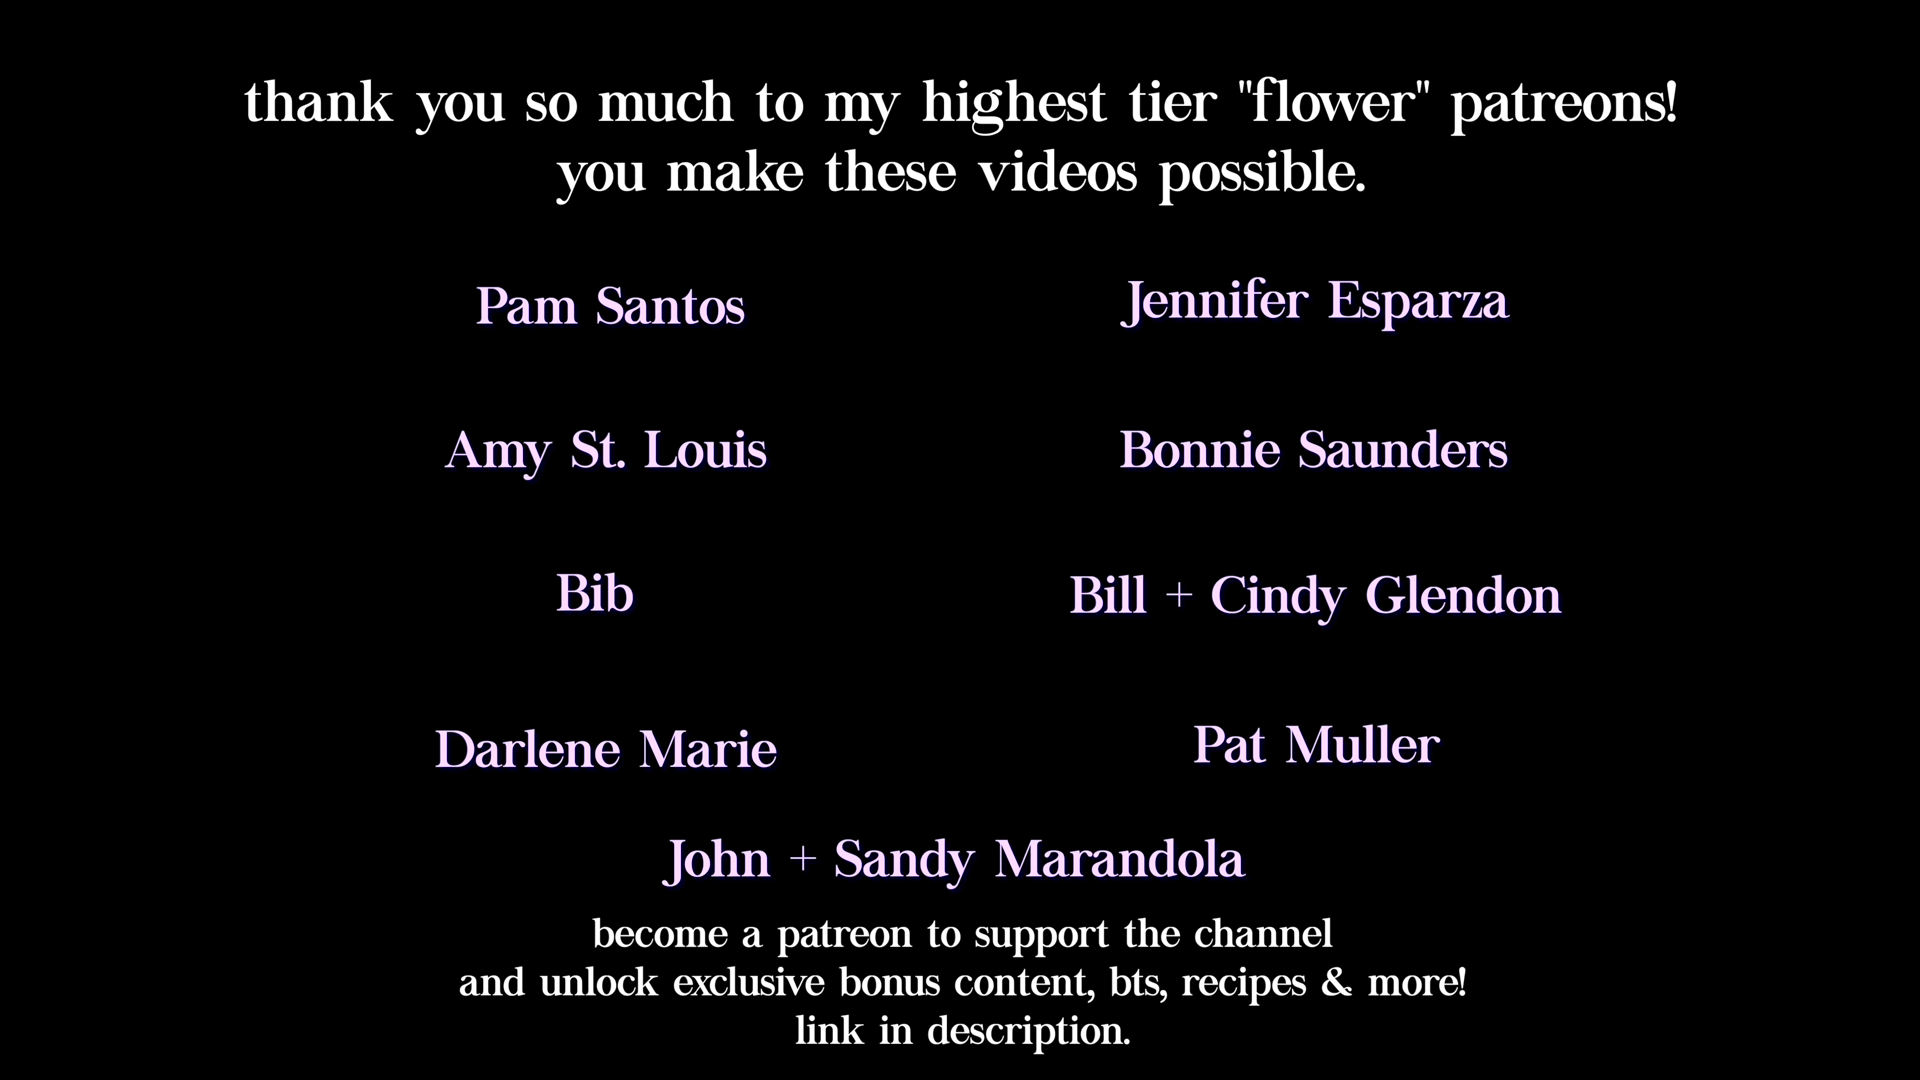 thank you so much to my highest tier "flower" patreons!
you make these videos possible.
Pam Santos
Jennifer Esparza
Amy St. Louis
Bonnie Saunders
Bib
Bill + Cindy Glendon
Darlene Marie
Pat Muller
John + Sandy Marandola
become a patreon to support the channel
and unlock exclusive bonus content, bts, recipes & more!
link in description.